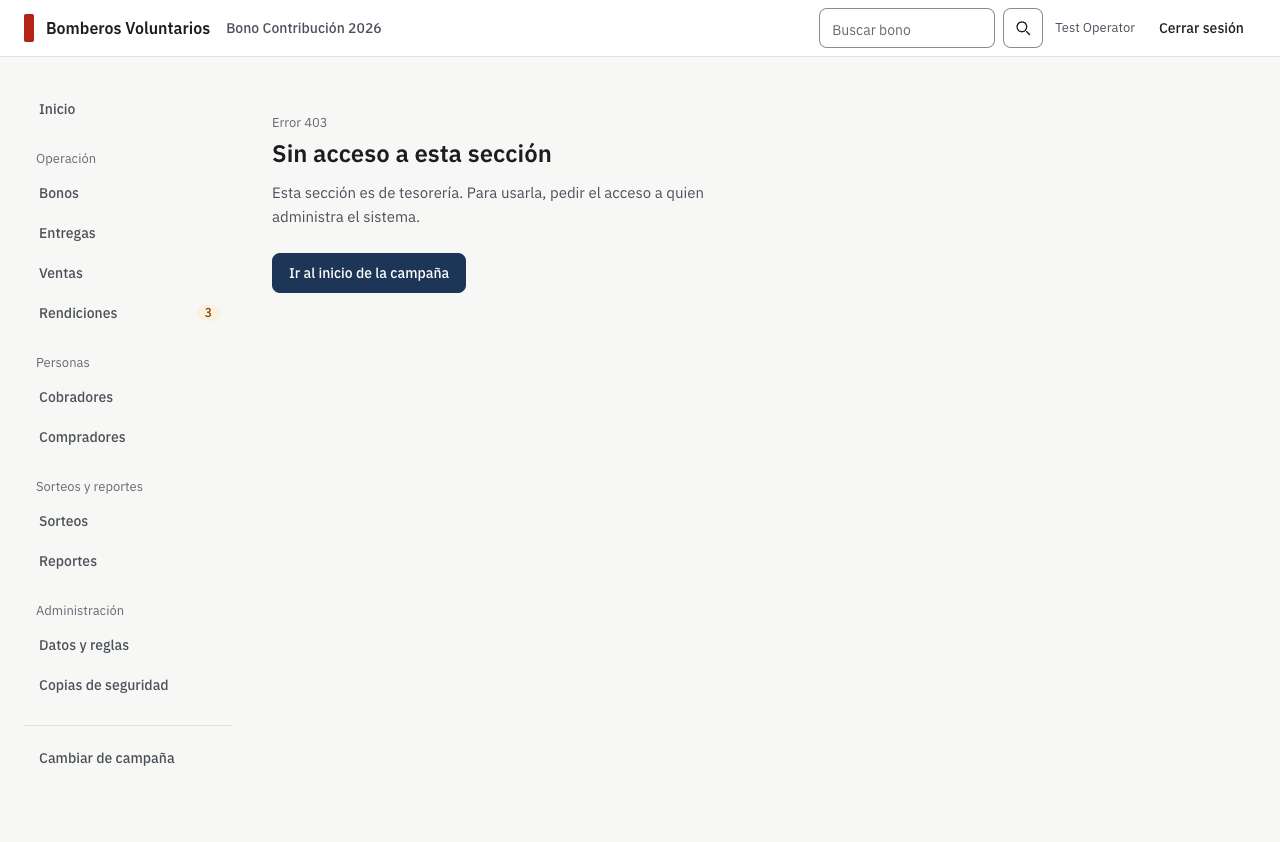 Bomberos Voluntarios
Bono Contribución 2026
Buscar bono
Test Operator
Cerrar sesión
Inicio
Operación
Bonos
Entregas
Ventas
Rendiciones 3
Personas
Cobradores
Compradores
Sorteos y reportes
Sorteos
Reportes
Administración
Datos y reglas
Copias de seguridad
Cambiar de campaña
Error 403
Sin acceso a esta sección
Esta sección es de tesorería. Para usarla, pedir el acceso a quien
administra el sistema.
Ir al inicio de la campaña